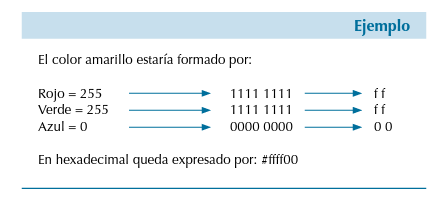 Ejemplo
El color amarillo estaría formado por:
Rojo = 255 1111 1111 f f
Verde = 255 1111 1111 f f
Azul = 0 0000 0000 0 0
En hexadecimal queda expresado por: #ffff00